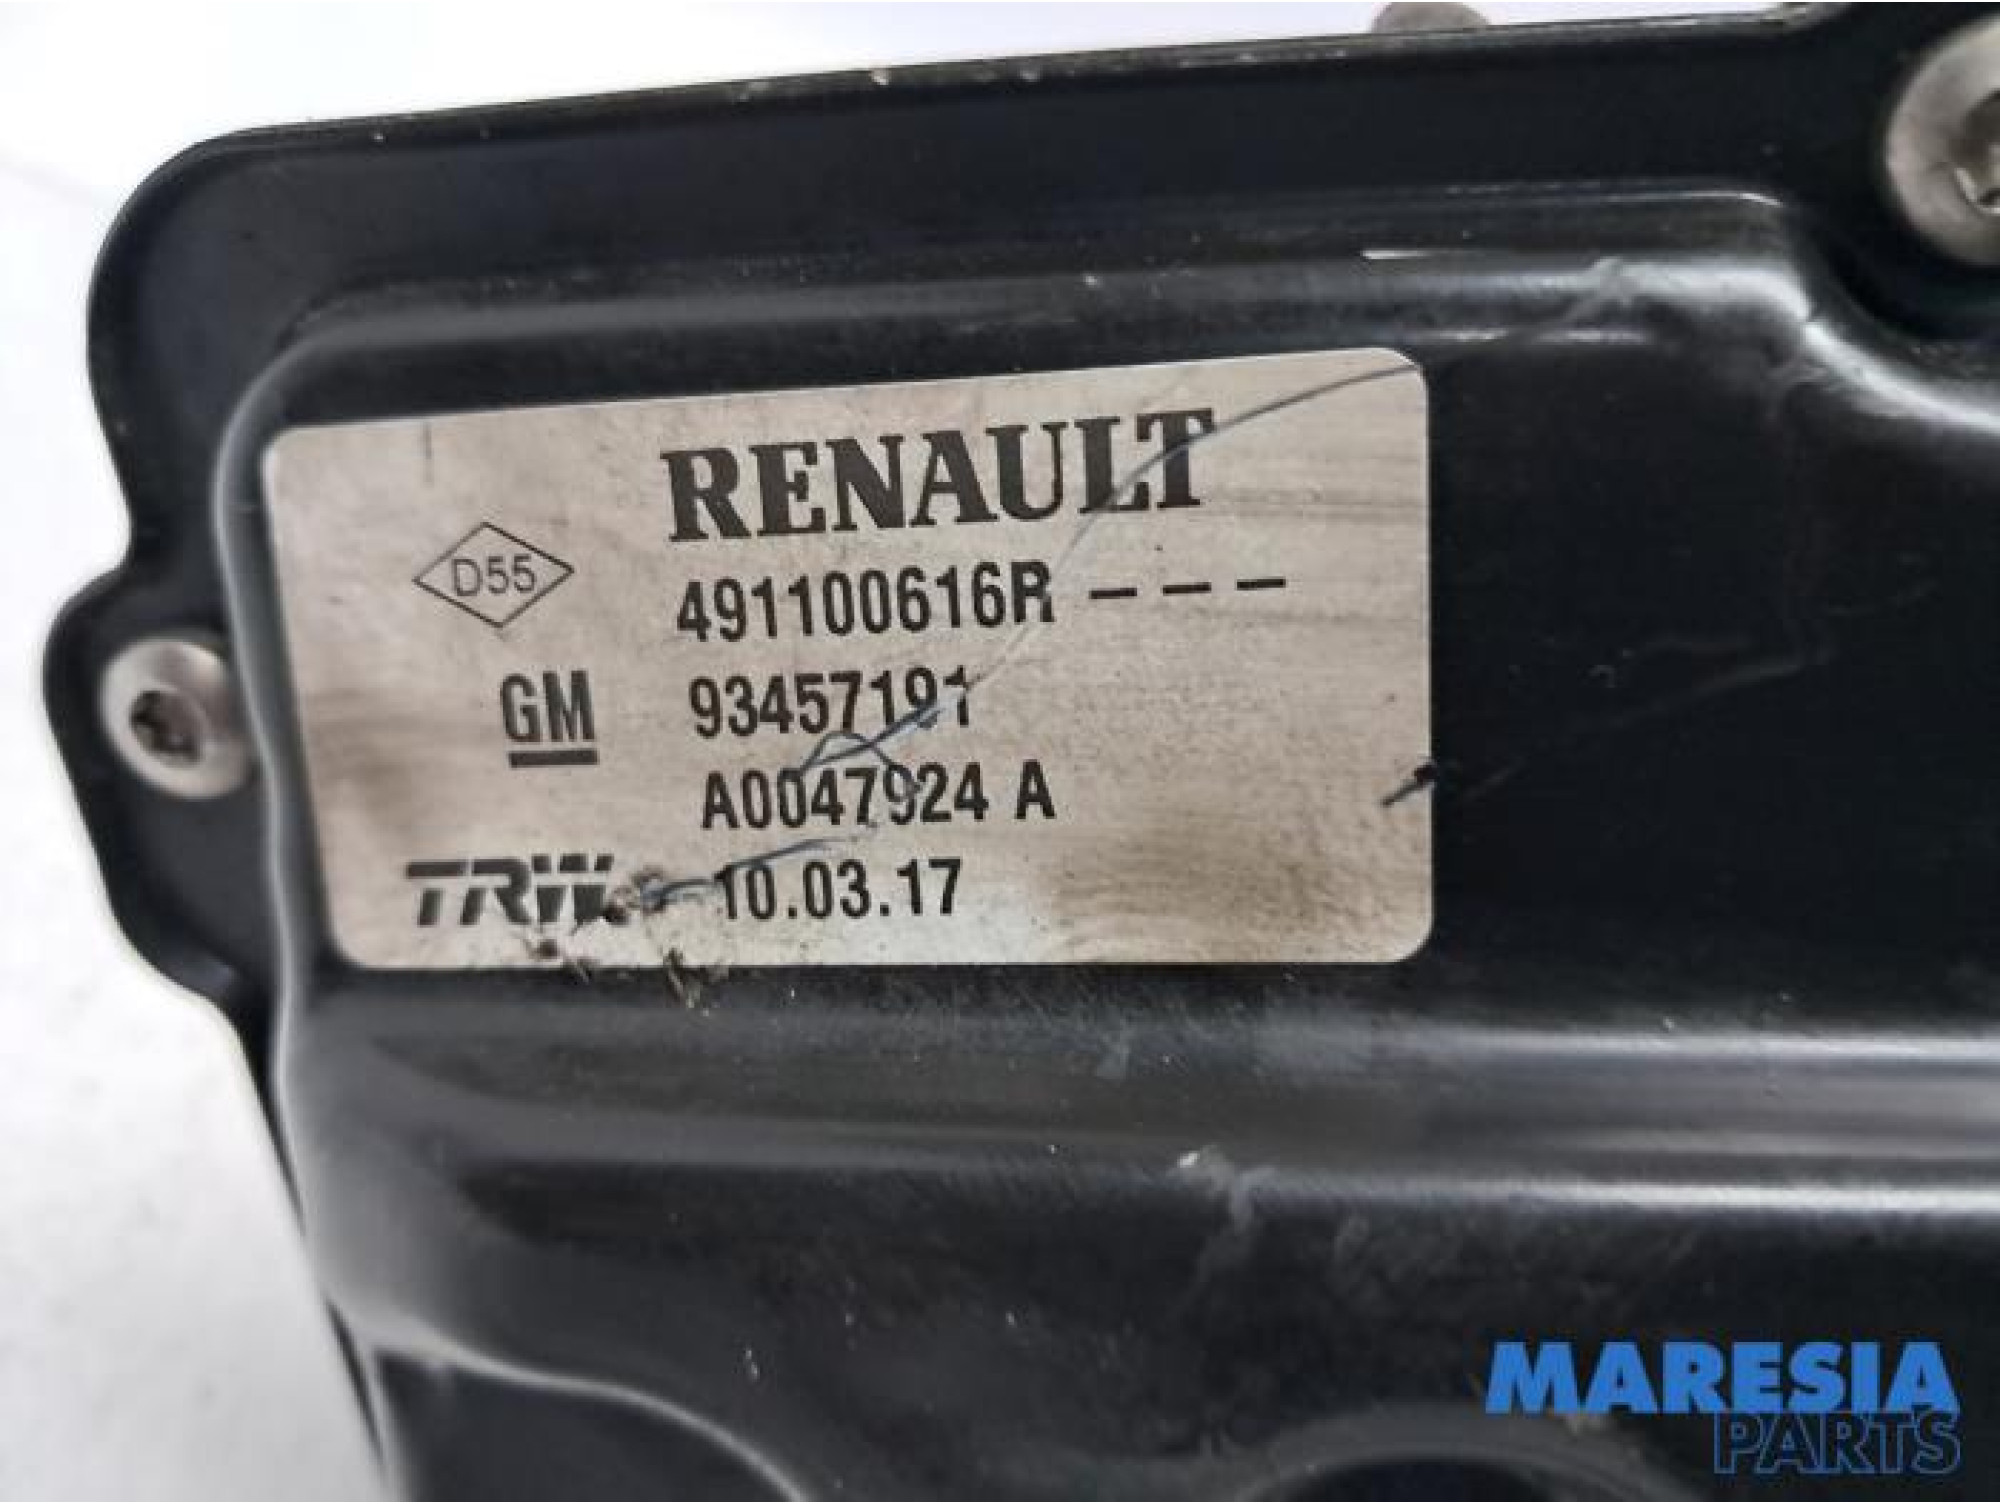 RENAULT
D55
491100616R - - -
GM 93457191
A0047924 A
TRW 10.03.17
MARESIA
PARTS